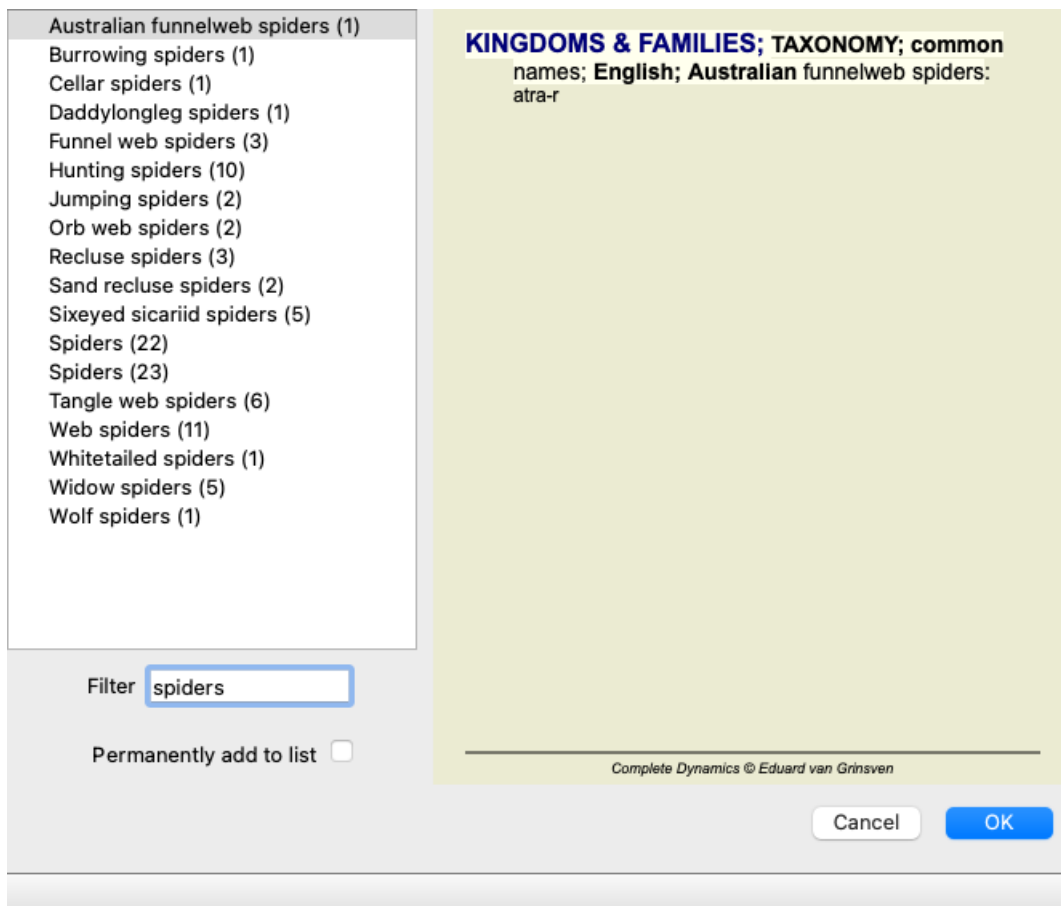 Australian funnelweb spiders (1)
Burrowing spiders (1)
Cellar spiders (1)
Daddylongleg spiders (1)
Funnel web spiders (3)
Hunting spiders (10)
Jumping spiders (2)
Orb web spiders (2)
Recluse spiders (3)
Sand recluse spiders (2)
Sixeyed sicariid spiders (5)
Spiders (22)
Spiders (23)
Tangle web spiders (6)
Web spiders (11)
Whitetailed spiders (1)
Widow spiders (5)
Wolf spiders (1)
Filter spiders
Permanently add to list
KINGDOMS & FAMILIES; TAXONOMY; common
names; English; Australian funnelweb spiders:
atra-r
Complete Dynamics © Eduard van Grinsven
Cancel OK